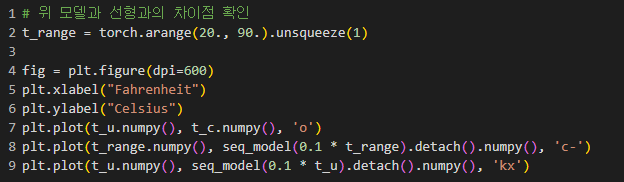 1 # 위 모델과 선형과의 차이점 확인
2 t_range = torch.arange(20., 90.).unsqueeze(1)
3
4 fig = plt.figure(dpi=600)
5 plt.xlabel("Fahrenheit")
6 plt.ylabel("Celsius")
7 plt.plot(t_u.numpy(), t_c.numpy(), 'o')
8 plt.plot(t_range.numpy(), seq_model(0.1 * t_range).detach().numpy(), 'c-')
9 plt.plot(t_u.numpy(), seq_model(0.1 * t_u).detach().numpy(), 'kx')